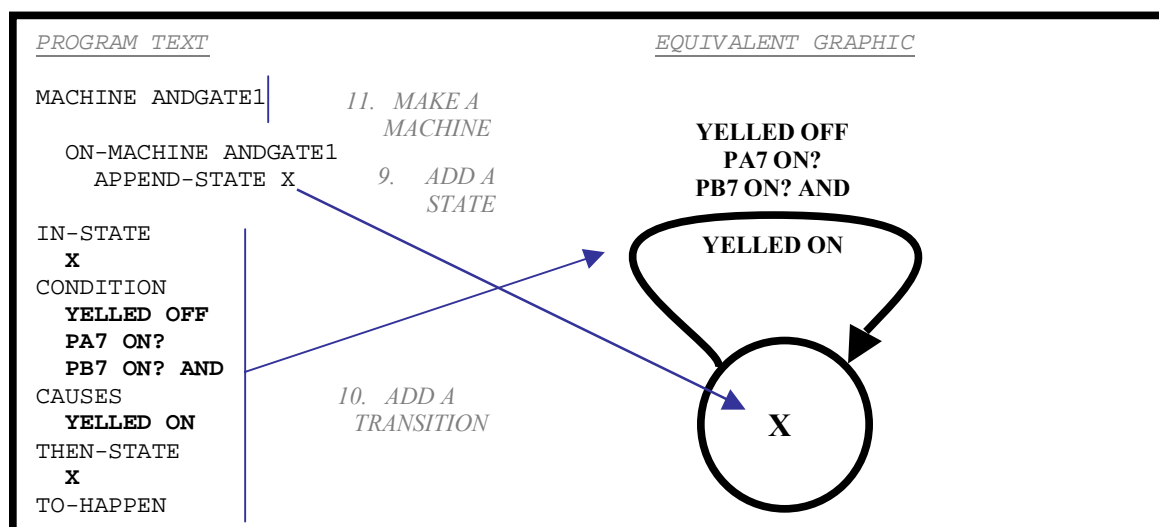 PROGRAM TEXT
EQUIVALENT GRAPHIC
MACHINE ANDGATE1
11. MAKE A
MACHINE
ON-MACHINE ANDGATE1
APPEND-STATE X
9. ADD A
STATE
IN-STATE
X
CONDITION
YELLED OFF
PA7 ON?
PB7 ON? AND
CAUSES
YELLED ON
THEN-STATE
X
TO-HAPPEN
10. ADD A
TRANSITION
YELLED OFF
PA7 ON?
PB7 ON? AND
YELLED ON
X